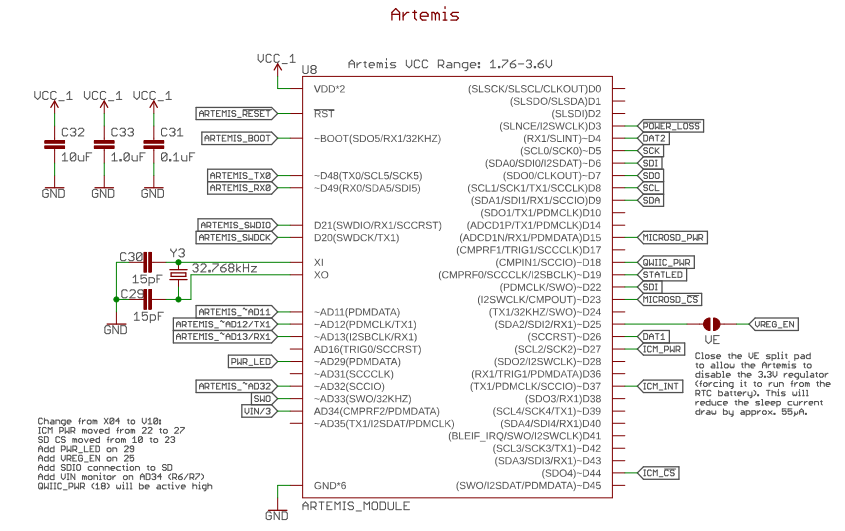 Artemis
VCC_1
U8
Artemis VCC Range: 1.76-3.6V
VCC_1
VCC_1
VCC_1
C32
10uF
C33
1.0uF
C31
0.1uF
GND
GND
GND
ARTEMIS_RESET
ARTEMIS_BOOT
ARTEMIS_TX0
ARTEMIS_RX0
ARTEMIS_SWDIO
ARTEMIS_SWDCK
C30
15pF
C29
15pF
Y3
32.768kHz
GND
ARTEMIS_~AD11
ARTEMIS_~AD12/TX1
ARTEMIS_~AD13/RX1
PWR_LED
ARTEMIS_~AD32
SWO
VIN/3
GND
VDD*2
RST
~BOOT(SDO5/RX1/32KHZ)
~D48(TX0/SCL5/SCK5)
~D49(RX0/SDA5/SDI5)
D21(SWDIO/RX1/SCCRST)
D20(SWDCK/TX1)
XI
XO
~AD11(PDMDATA)
~AD12(PDMCLK/TX1)
~AD13(I2SBCLK/RX1)
AD16(TRIG0/SCCRST)
~AD29(PDMDATA)
~AD31(SCCCLK)
~AD32(SCCIO)
~AD33(SWO/32KHZ)
AD34(CMPRF2/PDMDATA)
~AD35(TX1/I2SDAT/PDMCLK)
GND*6
ARTEMIS_MODULE
(SLSCK/SLSCL/CLKOUT)D0
(SLSDO/SLSDA)D1
(SLSDI)D2
(SLNCE/I2SWCLK)D3
(RX1/SLINT)~D4
(SCL0/SCK0)~D5
(SDA0/SDI0/I2SDAT)~D6
(SDO0/CLKOUT)~D7
(SCL1/SCK1/TX1/SCCLK)D8
(SDA1/SDI1/RX1/SCCIO)D9
(SDO1/TX1/PDMCLK)D10
(ADCD1P/TX1/PDMCLK)D14
(ADCD1N/RX1/PDMDATA)D15
(CMPRF1/TRIG1/SCCCLK)D17
(CMPIN1/SCCIO)~D18
(CMPRF0/SCCCLK/I2SBCLK)~D19
(PDMCLK/SWO)~D22
(I2SWCLK/CMPOUT)~D23
(TX1/32KHZ/SWO)~D24
(SDA2/SDI2/RX1)~D25
(SCCRST)~D26
(SCL2/SCK2)~D27
(SDO2/I2SWCLK)~D28
(RX1/TRIG1/PDMDATA)D36
(TX1/PDMCLK/SCCIO)~D37
(SDO3/RX1)D38
(SCL4/SCK4/TX1)~D39
(SDA4/SDI4/RX1)~D40
(BLEIF_IRQ/SWO/I2SWCLK)D41
(SCL3/SCK3/TX1)~D42
(SDA3/SDI3/RX1)~D43
(SDO4)~D44
(SWO/I2SDAT/PDMDATA)~D45
POWER_LOSS
DAT2
SCK
SDI
SDO
SCL
SDA
MICROSD_PWR
QWIIC_PWR
STATLED
SDI
MICROSD_CS
VE
VREG_EN
DAT1
ICM_PWR
ICM_INT
ICM_CS
Close the VE split pad
to allow the Artemis to
disable the 3.3V regulator
(forcing it to run from the
RTC battery). This will
reduce the sleep current
draw by approx. 55µA.
Change from X04 to V10:
ICM PWR moved from 22 to 27
SD CS moved from 10 to 23
Add PWR_LED on 29
Add VREG_EN on 25
Add SDIO connection to SD
Add VIN monitor on AD34 (R6/R7)
QWIIC_PWR (18) will be active high